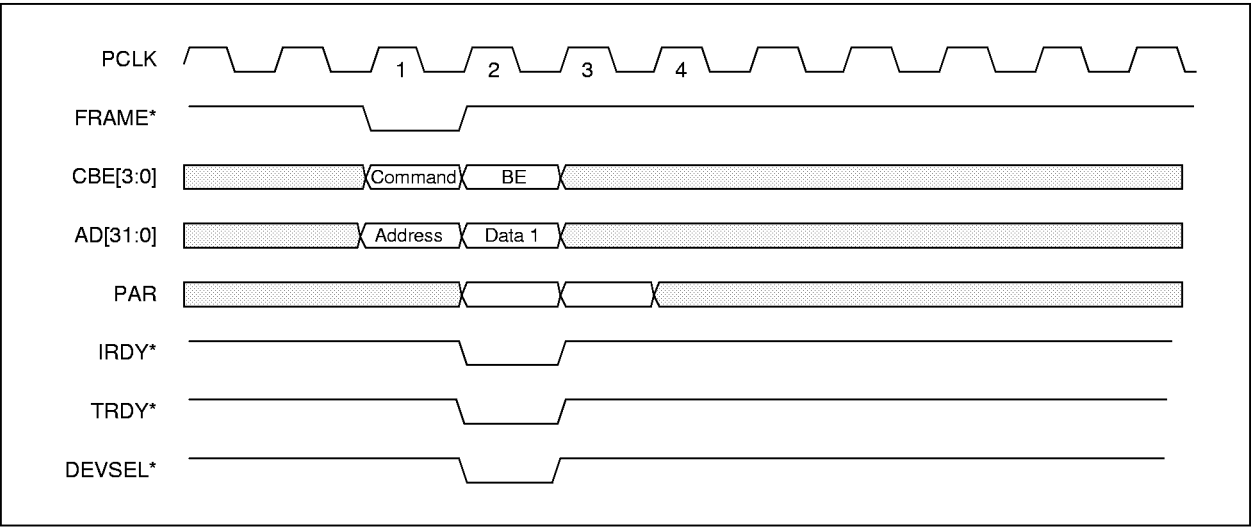 PCLK 1 2 3 4
FRAME*
CBE[3:0] Command BE
AD[31:0] Address Data 1
PAR
IRDY*
TRDY*
DEVSEL*